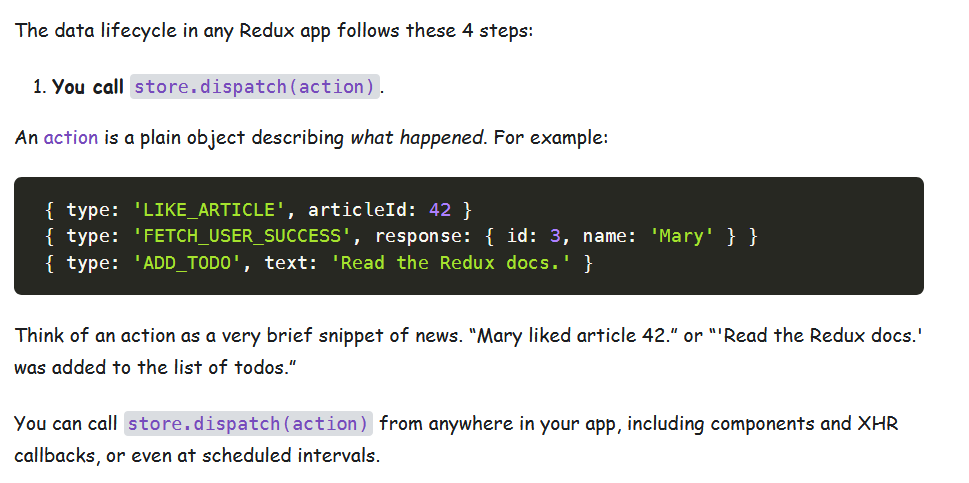 The data lifecycle in any Redux app follows these 4 steps:
1. You call store.dispatch(action).
An action is a plain object describing what happened. For example:
{ type: 'LIKE_ARTICLE', articleId: 42 }
{ type: 'FETCH_USER_SUCCESS', response: { id: 3, name: 'Mary' } }
{ type: 'ADD_TODO', text: 'Read the Redux docs.' }
Think of an action as a very brief snippet of news. “Mary liked article 42.” or “'Read the Redux docs.'
was added to the list of todos.”
You can call store.dispatch(action) from anywhere in your app, including components and XHR
callbacks, or even at scheduled intervals.